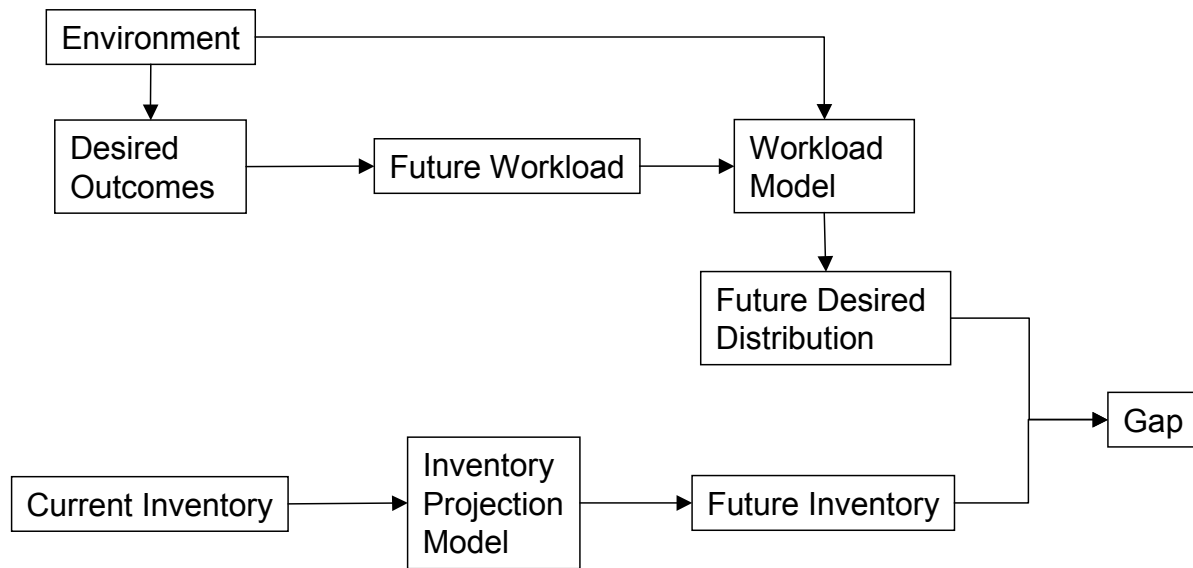 Environment
Desired
Outcomes
Future Workload
Workload
Model
Future Desired
Distribution
Gap
Current Inventory
Inventory
Projection
Model
Future Inventory